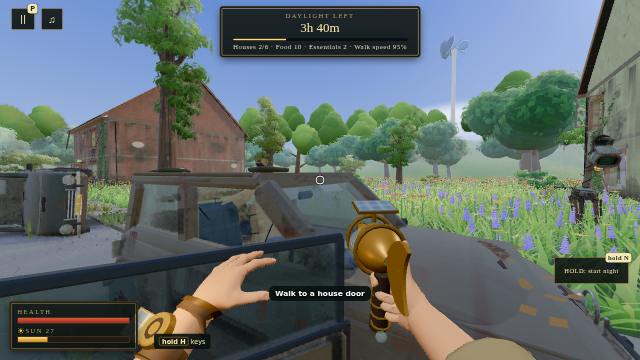 P
DAYLIGHT LEFT
3h 40m
Houses 2/6 · Food 10 · Essentials 2 · Walk speed 95%
hold N
HOLD: start night
Walk to a house door
HEALTH
SUN 27
hold H keys